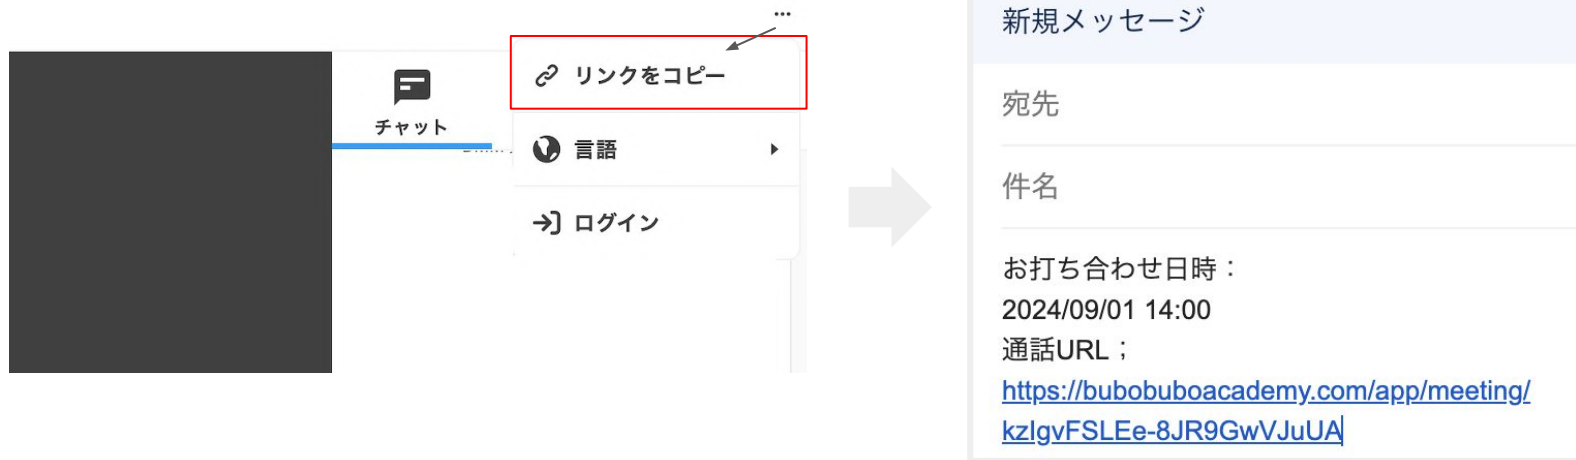 …
リンクをコピー
チャット
言語
ログイン
新規メッセージ
宛先
件名
お打ち合わせ日時：
2024/09/01 14:00
通話URL；
https://bubobuboacademy.com/app/meeting/
kzIgvFSLEe-8JR9GwVJuUA